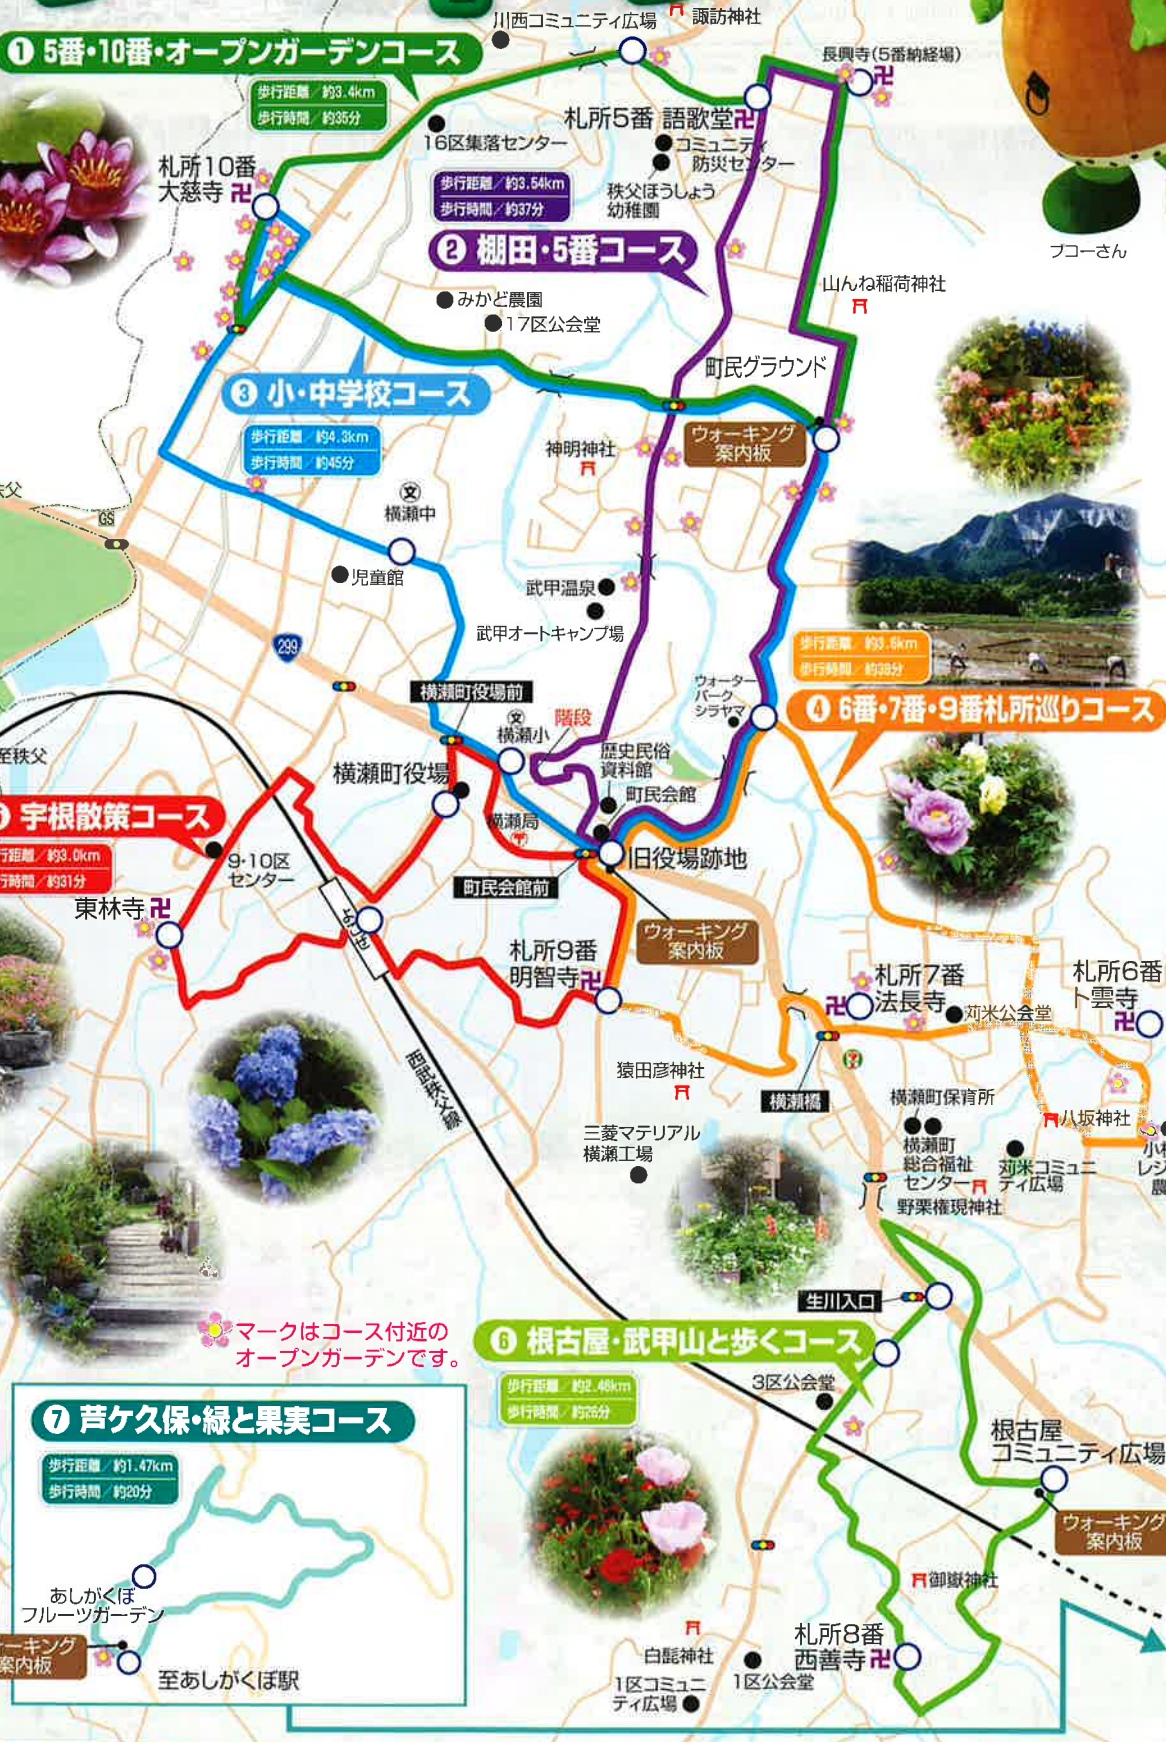 川西コミュニティ広場
諏訪神社
❶ 5番・10番・オープンガーデンコース
歩行距離／約3.4km
歩行時間／約35分
長興寺(5番納経場)
16区集落センター
札所5番 語歌堂
コミュニティ
防災センター
札所10番
大慈寺
歩行距離／約3.54km
歩行時間／約37分
秩父ほうしょう
幼稚園
❷ 棚田・5番コース
ブコーさん
みかど農園
17区公会堂
山んね稲荷神社
町民グラウンド
❸ 小・中学校コース
歩行距離／約4.3km
歩行時間／約45分
神明神社
ウォーキング
案内板
文
横瀬中
GS
児童館
武甲温泉
武甲オートキャンプ場
299
歩行距離／約3.6km
歩行時間／約38分
❹ 6番・7番・9番札所巡りコース
横瀬町役場前
ウォーター
パーク
シラヤマ
文
横瀬小
階段
至秩父
横瀬町役場
歴史民俗
資料館
町民会館
宇根散策コース
行距離／約3.0km
行時間／約31分
横瀬局
9・10区
センター
旧役場跡地
町民会館前
東林寺
よこぜ
札所9番
明智寺
ウォーキング
案内板
札所7番
法長寺
苅米公会堂
札所6番
ト雲寺
西武秩父線
猿田彦神社
横瀬橋
横瀬町保育所
八坂神社
三菱マテリアル
横瀬工場
横瀬町
総合福祉
センター
苅米コミュニ
ティ広場
野栗権現神社
生川入口
マークはコース付近の
オープンガーデンです。
❻ 根古屋・武甲山と歩くコース
歩行距離／約2.46km
歩行時間／約26分
3区公会堂
❼ 芦ケ久保・緑と果実コース
歩行距離／約1.47km
歩行時間／約20分
根古屋
コミュニティ広場
ウォーキング
案内板
御嶽神社
あしがくぼ
フルーツガーデン
ーキング
案内板
至あしがくぼ駅
白髭神社
1区コミュニ
ティ広場
1区公会堂
札所8番
西善寺